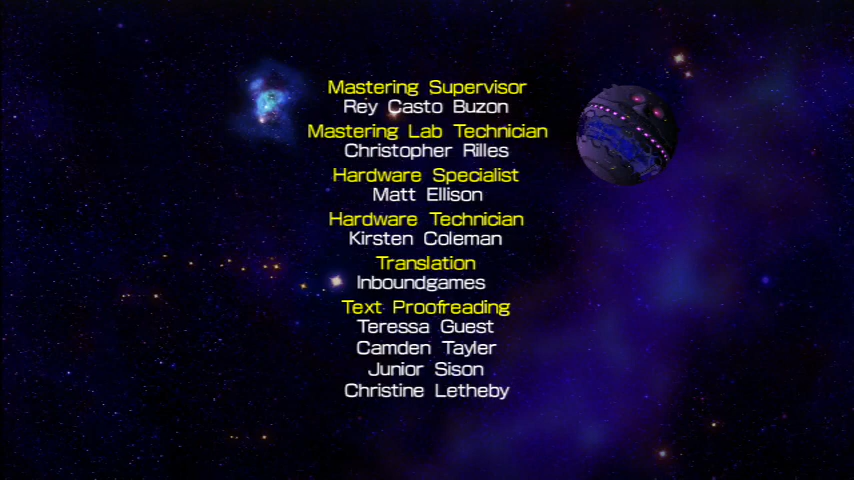 Mastering Supervisor
Rey Casto Buzon
Mastering Lab Technician
Christopher Rilles
Hardware Specialist
Matt Ellison
Hardware Technician
Kirsten Coleman
Translation
Inboundgames
Text Proofreading
Teressa Guest
Camden Tayler
Junior Sison
Christine Letheby